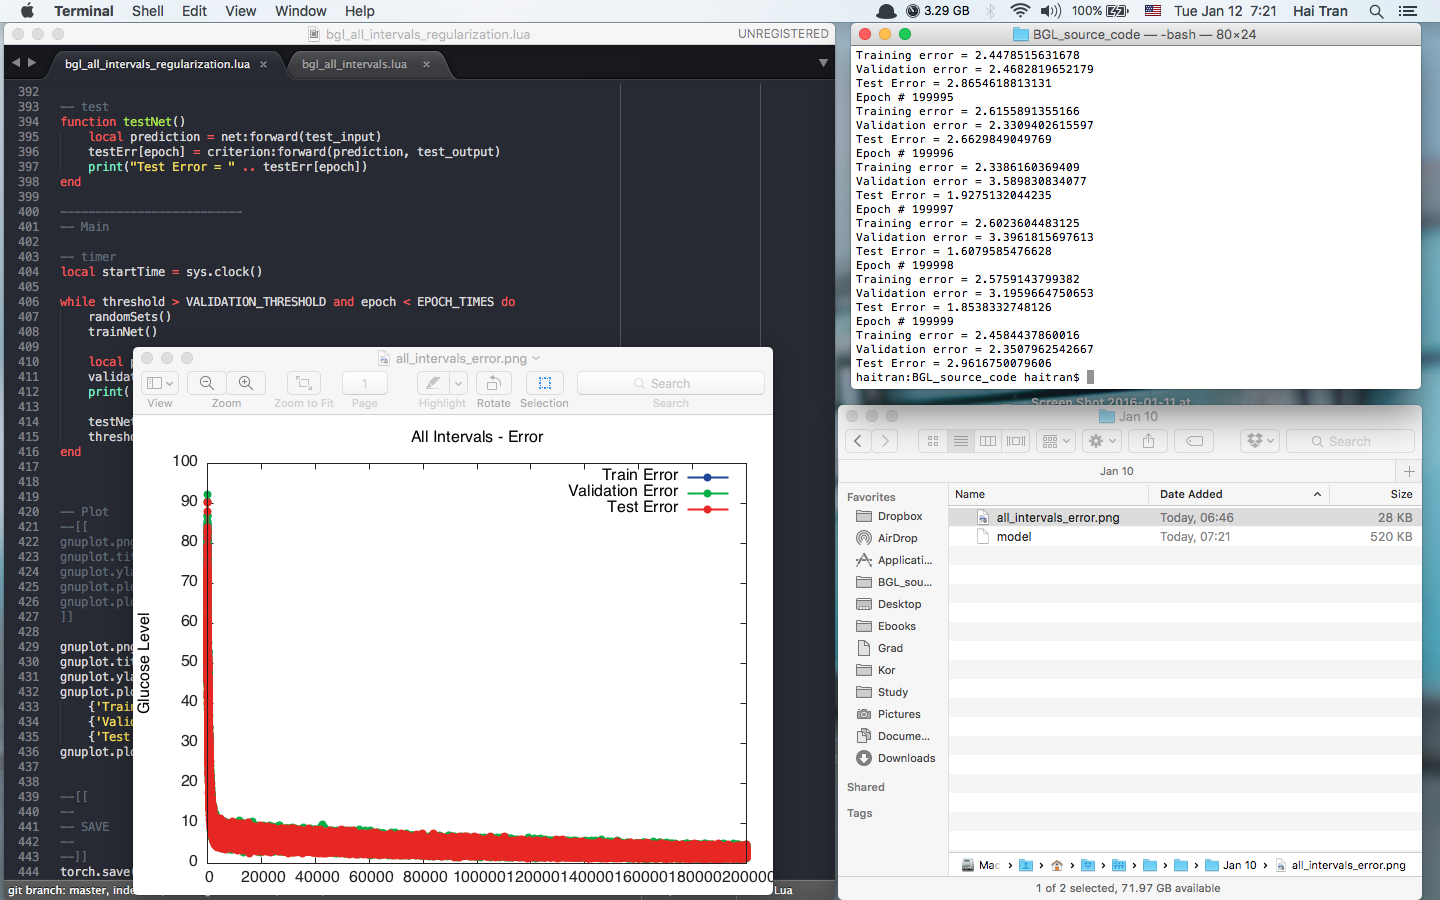 Terminal Shell Edit View Window Help 3.29 GB 100% Tue Jan 12 7:21 Hai Tran
bgl_all_intervals_regularization.lua UNREGISTERED
bgl_all_intervals_regularization.lua × bgl_all_intervals.lua ×
392
393 -- test
394 function testNet()
395 local prediction = net:forward(test_input)
396 testErr[epoch] = criterion:forward(prediction, test_output)
397 print("Test Error = " .. testErr[epoch])
398 end
399
400 --------------------------
401 -- Main
402
403 -- timer
404 local startTime = sys.clock()
405
406 while threshold > VALIDATION_THRESHOLD and epoch < EPOCH_TIMES do
407 randomSets()
408 trainNet()
409
410 local p
411 validat
412 print(
413
414 testNet
415 thresho
416 end
417
418
419
420 -- Plot
421 --[[
422 gnuplot.png
423 gnuplot.tit
424 gnuplot.yla
425 gnuplot.plo
426 gnuplot.plo
427 ]]
428
429 gnuplot.png
430 gnuplot.tit
431 gnuplot.yla
432 gnuplot.plo
433 {'Train
434 {'Valid
435 {'Test
436 gnuplot.plo
437
438
439 --[[
440 --
441 -- SAVE
442 --
443 --]]
444 torch.save(
git branch: master, inde Lua
all_intervals_error.png
1 Search
View Zoom Zoom to Fit Page Highlight Rotate Selection Search
All Intervals - Error
Train Error
Validation Error
Test Error
Glucose Level
100
90
80
70
60
50
40
30
20
10
0
0 20000 40000 60000 80000 100000 120000 140000 160000 180000 200000
BGL_source_code — -bash — 80×24
Training error = 2.4478515631678
Validation error = 2.4682819652179
Test Error = 2.8654618813131
Epoch # 199995
Training error = 2.6155891355166
Validation error = 2.3309402615597
Test Error = 2.6629849049769
Epoch # 199996
Training error = 2.3386160369409
Validation error = 3.589830834077
Test Error = 1.9275132044235
Epoch # 199997
Training error = 2.6023604483125
Validation error = 3.3961815697613
Test Error = 1.6079585476628
Epoch # 199998
Training error = 2.5759143799382
Validation error = 3.1959664750653
Test Error = 1.8538332748126
Epoch # 199999
Training error = 2.4584437860016
Validation error = 2.3507962542667
Test Error = 2.9616750079606
haitran:BGL_source_code haitran$
Screen Shot 2016-01-11 at
Jan 10
Search
Jan 10 +
Favorites
Dropbox
AirDrop
Applicati...
BGL_sou...
Desktop
Ebooks
Grad
Kor
Study
Pictures
Docume...
Downloads
Shared
Tags
Name Date Added Size
all_intervals_error.png Today, 06:46 28 KB
model Today, 07:21 520 KB
Mac › › › › › › › Jan 10 › all_intervals_error.png
1 of 2 selected, 71.97 GB available